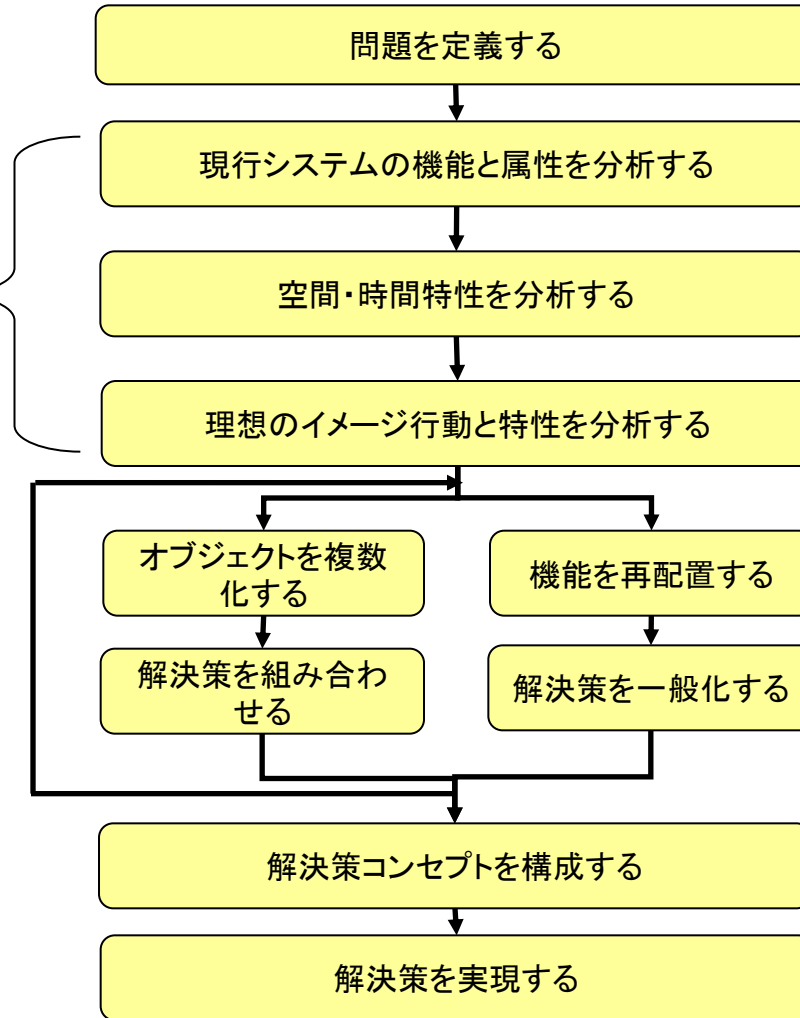 問題を定義する
現行システムの機能と属性を分析する
空間・時間特性を分析する
理想のイメージ行動と特性を分析する
オブジェクトを複数
化する
機能を再配置する
解決策を組み合わ
せる
解決策を一般化する
解決策コンセプトを構成する
解決策を実現する